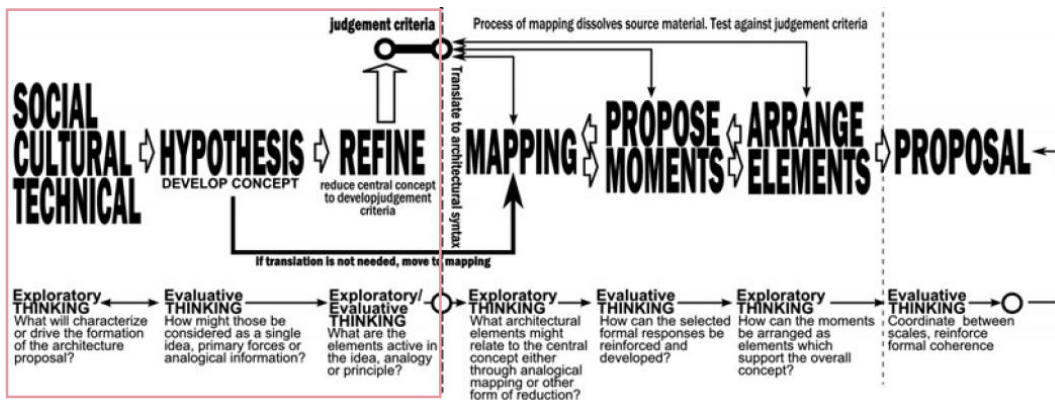 judgement criteria
Process of mapping dissolves source material. Test against judgement criteria
SOCIAL
CULTURAL
TECHNICAL
HYPOTHESIS
DEVELOP CONCEPT
REFINE
reduce central concept
to developjudgement
criteria
Translate to architectural syntax
MAPPING
PROPOSE
MOMENTS
ARRANGE
ELEMENTS
PROPOSAL
If translation is not needed, move to mapping
Exploratory
THINKING
What will characterize
or drive the formation
of the architecture
proposal?
Evaluative
THINKING
How might those be
considered as a single
idea, primary forces or
analogical information?
Exploratory/
Evaluative
THINKING
What are the
elements active in
the idea, analogy
or principle?
Exploratory
THINKING
What architectural
elements might
relate to the central
concept either
through analogical
mapping or other
form of reduction?
Evaluative
THINKING
How can the selected
formal responses be
reinforced and
developed?
Exploratory
THINKING
How can the moments
be arranged as
elements which
support the overall
concept?
Evaluative
THINKING
Coordinate between
scales, reinforce
formal coherence